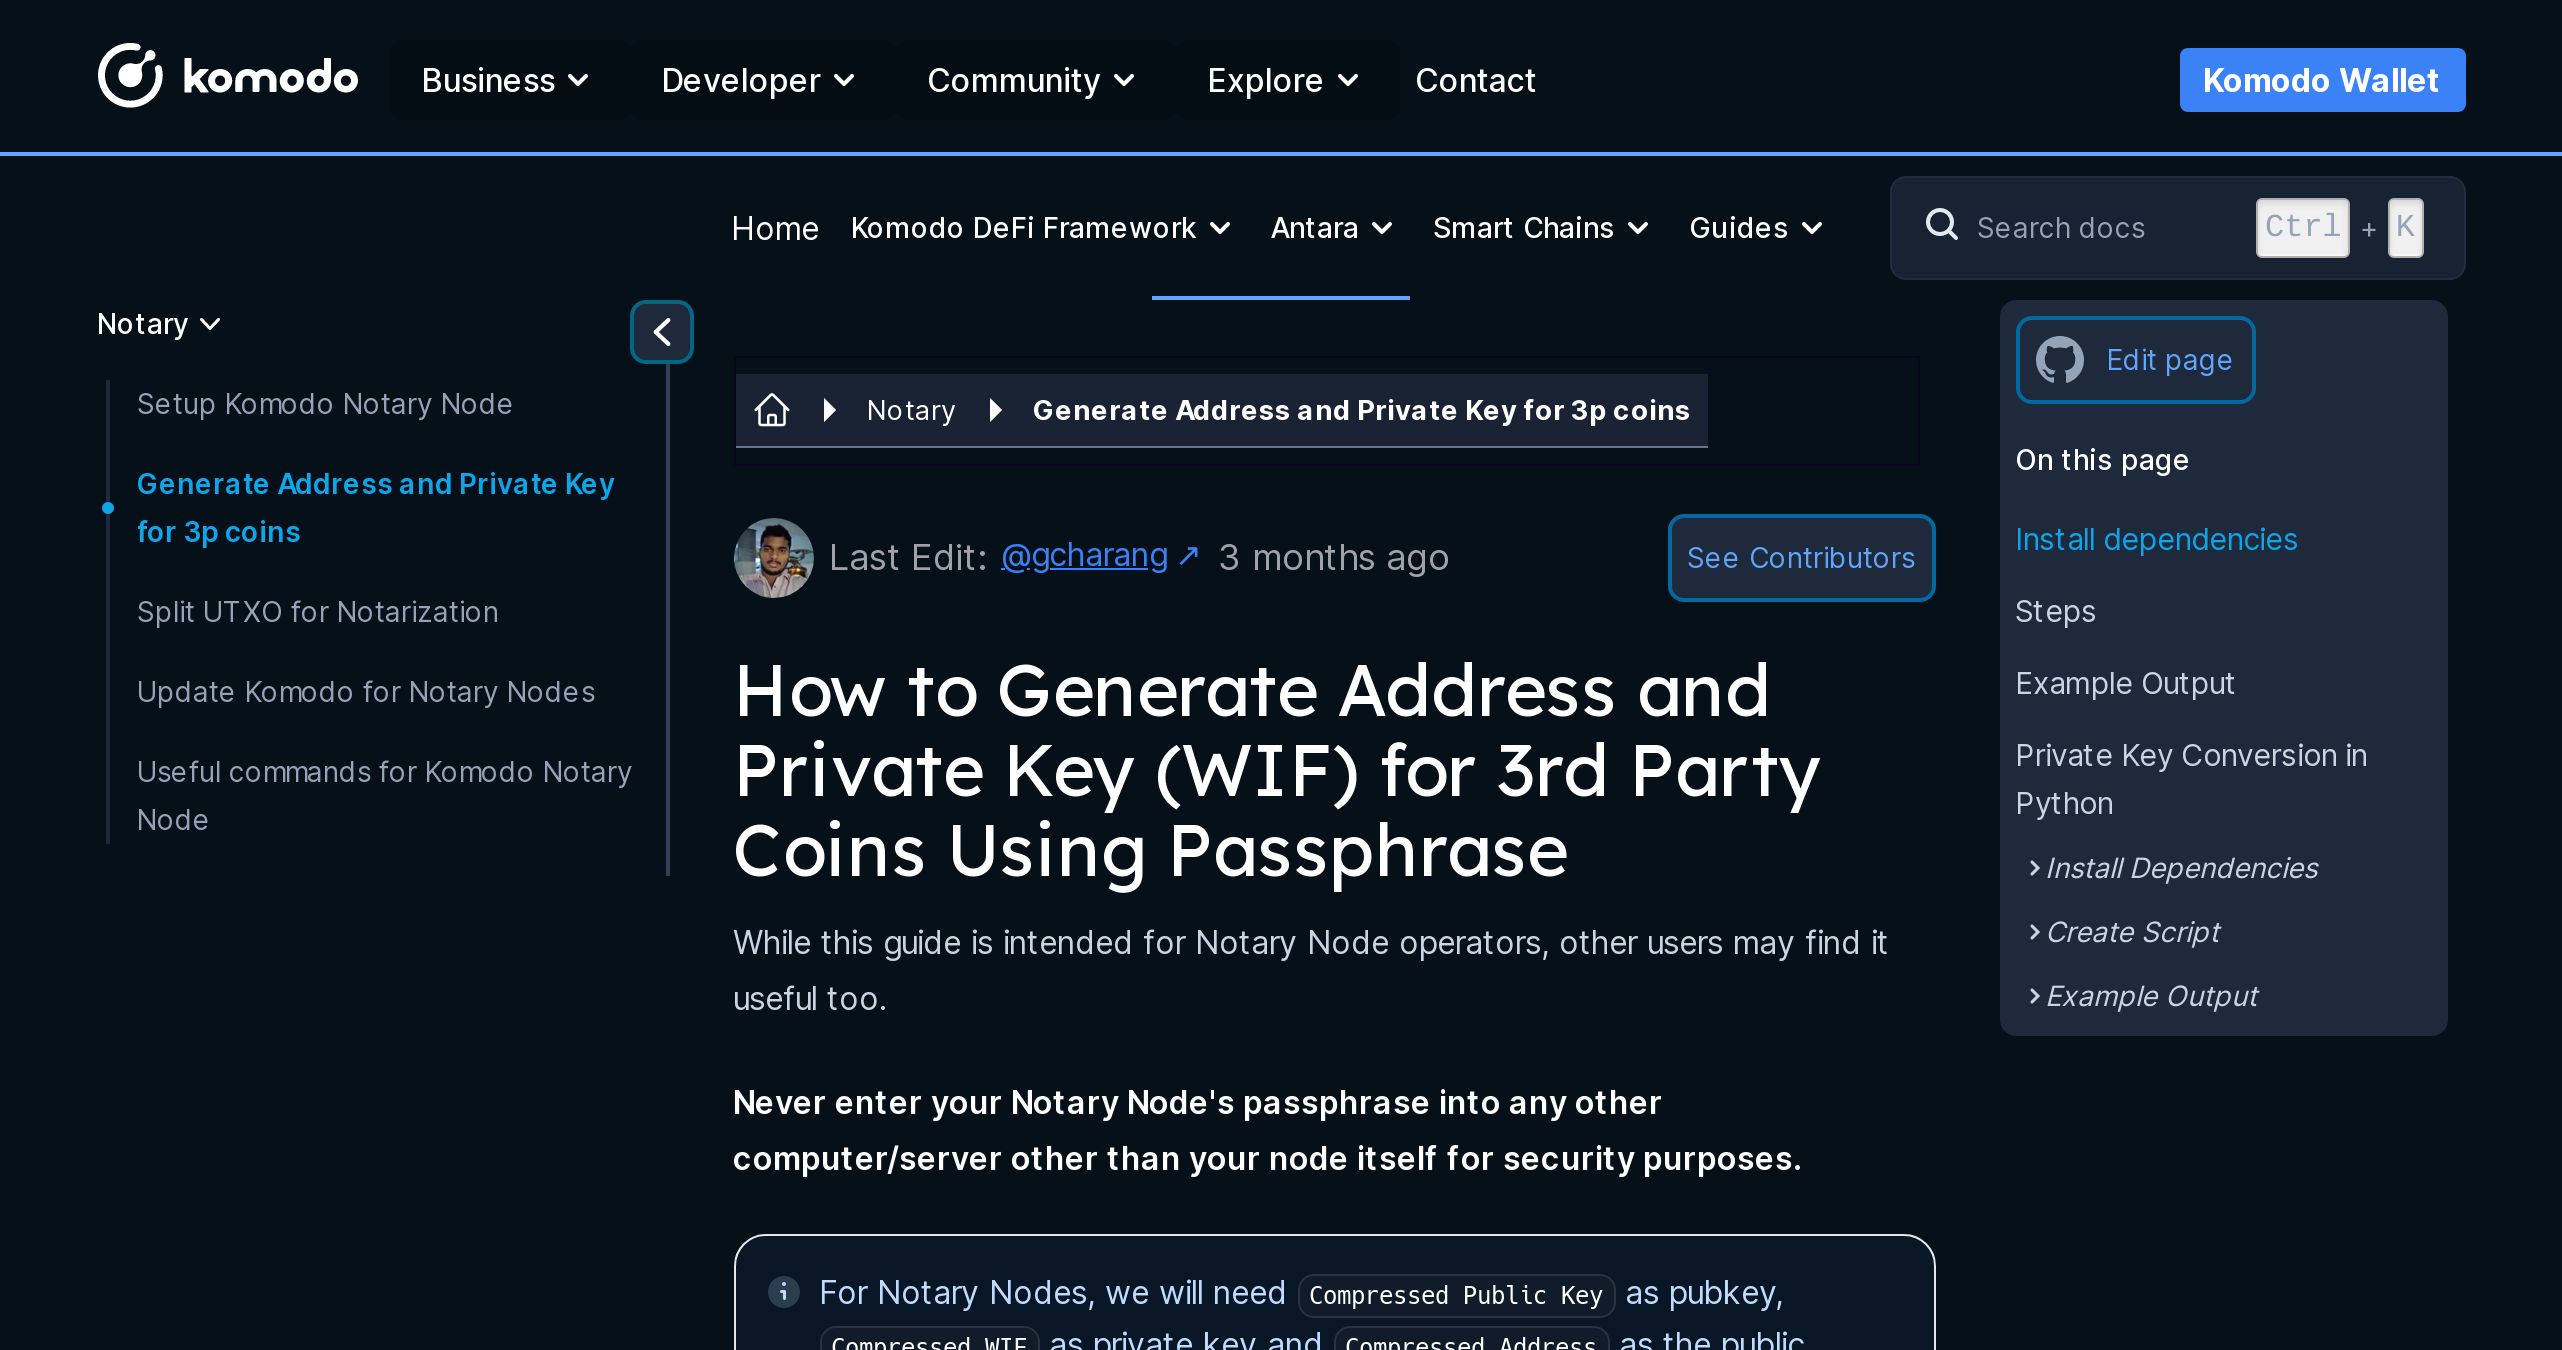 komodo
Business
Developer
Community
Explore
Contact
Komodo Wallet
Home
Komodo DeFi Framework
Antara
Smart Chains
Guides
Search docs
Ctrl + K
Notary
Setup Komodo Notary Node
Generate Address and Private Key
for 3p coins
Split UTXO for Notarization
Update Komodo for Notary Nodes
Useful commands for Komodo Notary
Node
Notary
Generate Address and Private Key for 3p coins
Last Edit: @gcharang ↗ 3 months ago
See Contributors
How to Generate Address and
Private Key (WIF) for 3rd Party
Coins Using Passphrase
While this guide is intended for Notary Node operators, other users may find it
useful too.
Never enter your Notary Node's passphrase into any other
computer/server other than your node itself for security purposes.
For Notary Nodes, we will need Compressed Public Key as pubkey,
Compressed WIF as private key and Compressed Address as the public
Edit page
On this page
Install dependencies
Steps
Example Output
Private Key Conversion in
Python
Install Dependencies
Create Script
Example Output